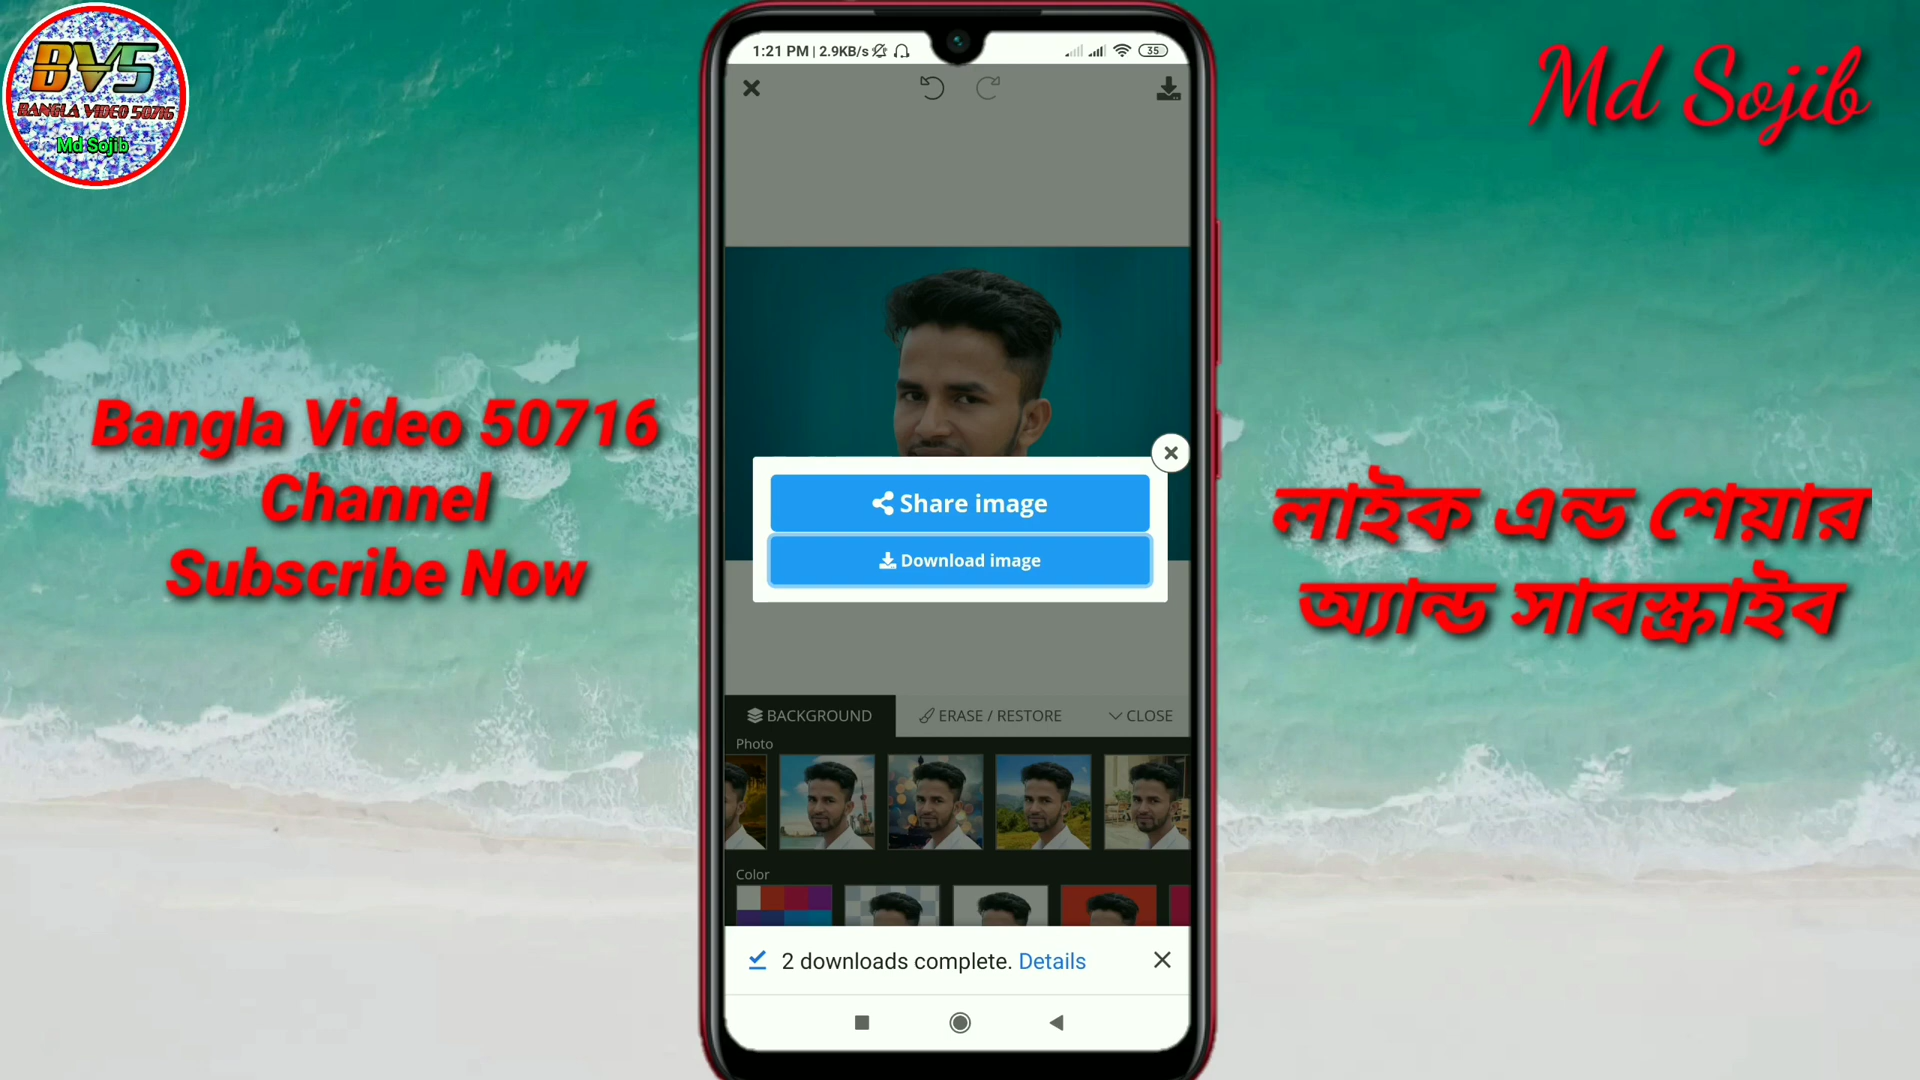 BV5
BANGLA VIDEO 50716
Md Sojib
Md Sojib
Bangla Video 50716
Channel
Subscribe Now
লাইক এন্ড শেয়ার
অ্যান্ড সাবস্ক্রাইব
1:21 PM | 2.9KB/s
35
Share image
Download image
BACKGROUND
ERASE / RESTORE
CLOSE
Photo
Color
2 downloads complete. Details